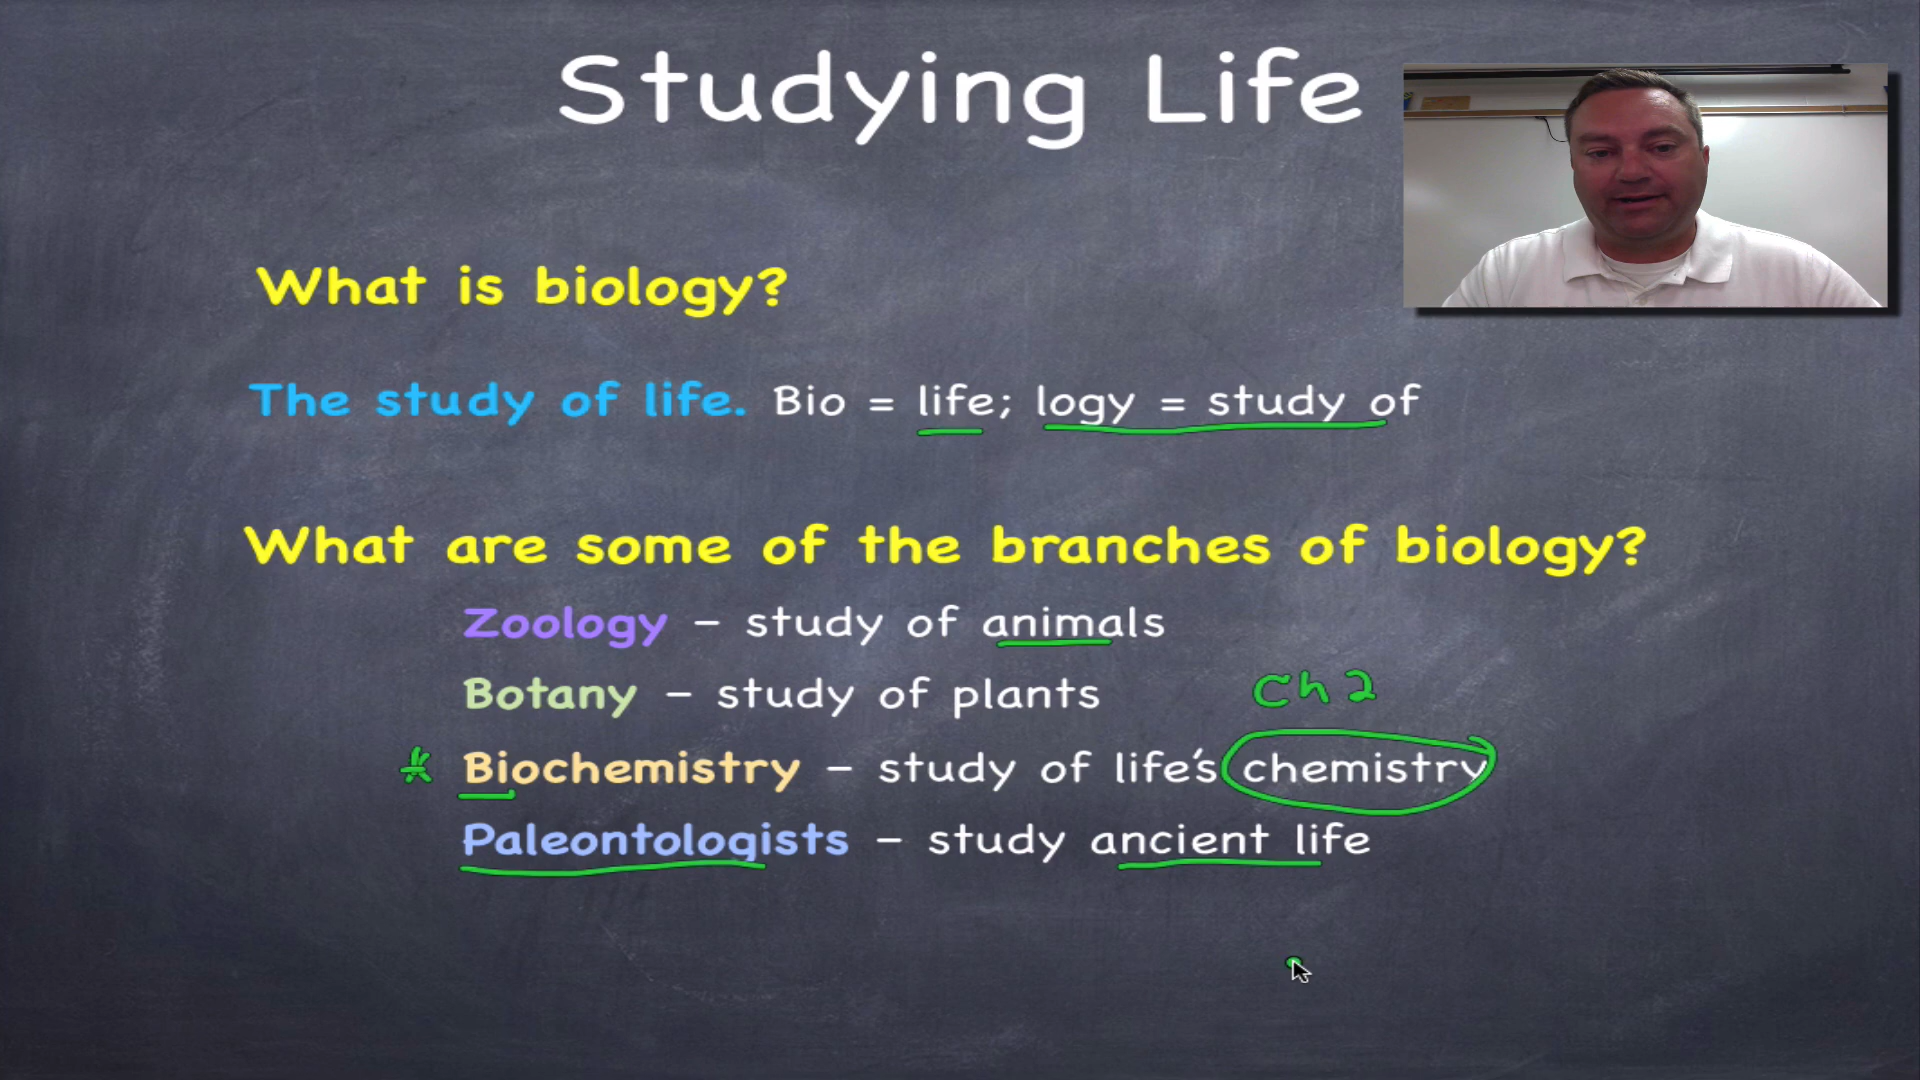 Studying Life
What is biology?
The study of life. Bio = life; logy = study of
What are some of the branches of biology?
Zoology – study of animals
Botany – study of plants
Ch 2
* Biochemistry – study of life's chemistry
Paleontologists – study ancient life